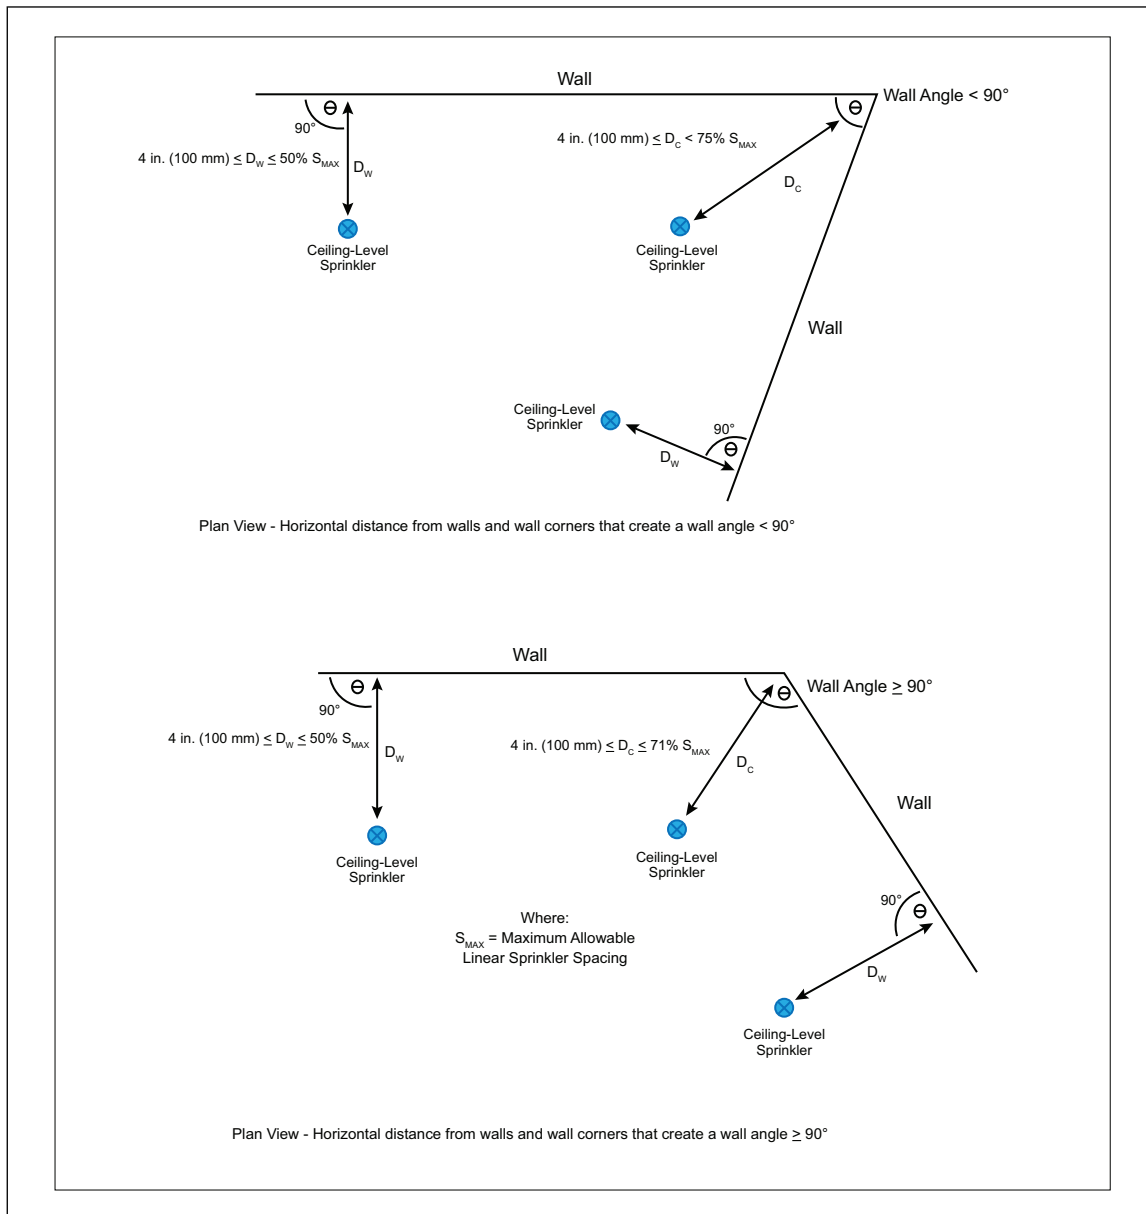 Wall
Wall Angle < 90°
Ɵ
90°
4 in. (100 mm) ≤ D_W ≤ 50% S_MAX
D_W
Ceiling-Level
Sprinkler
Ɵ
4 in. (100 mm) ≤ D_C < 75% S_MAX
D_C
Ceiling-Level
Sprinkler
Wall
Ceiling-Level
Sprinkler
90°
Ɵ
D_W
Plan View - Horizontal distance from walls and wall corners that create a wall angle < 90°
Wall
Wall Angle ≥ 90°
Ɵ
90°
4 in. (100 mm) ≤ D_W ≤ 50% S_MAX
D_W
Ceiling-Level
Sprinkler
Ɵ
4 in. (100 mm) ≤ D_C ≤ 71% S_MAX
D_C
Ceiling-Level
Sprinkler
Wall
90°
Ɵ
D_W
Ceiling-Level
Sprinkler
Where:
S_MAX = Maximum Allowable
Linear Sprinkler Spacing
Plan View - Horizontal distance from walls and wall corners that create a wall angle ≥ 90°